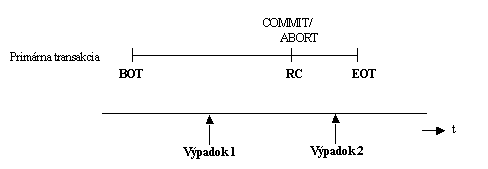 COMMIT/
ABORT
Primárna transakcia
BOT RC EOT
t
Výpadok 1 Výpadok 2